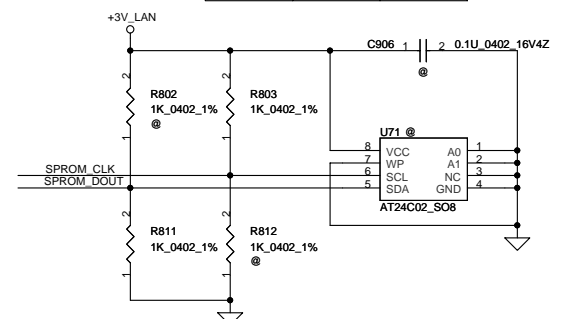 +3V_LAN
C906 1 2 0.1U_0402_16V4Z
@
2 2
R802 R803
1K_0402_1% 1K_0402_1%
@
1 1
U71 @
8 VCC A0 1
7 WP A1 2
6 SCL NC 3
5 SDA GND 4
AT24C02_SO8
SPROM_CLK
SPROM_DOUT
2 2
R811 R812
1K_0402_1% 1K_0402_1%
@
1 1